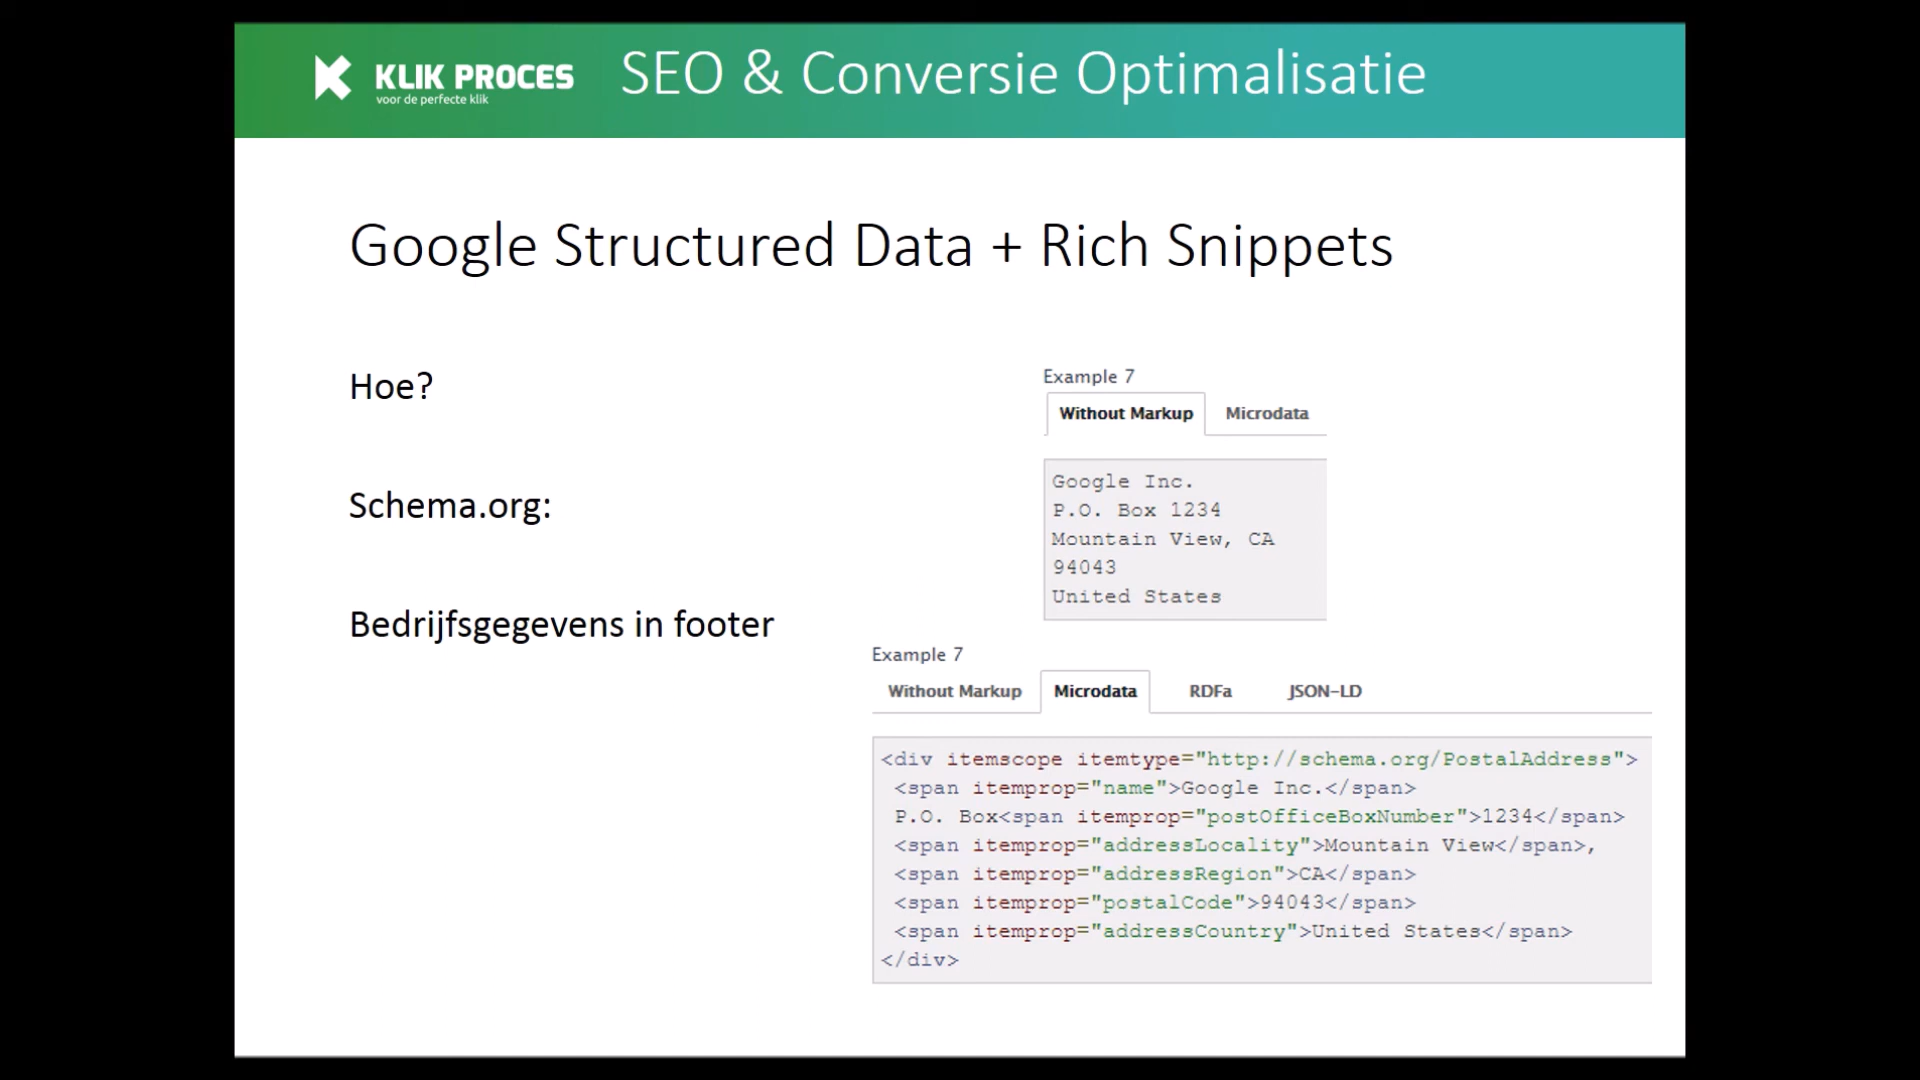 KLIK PROCES
voor de perfecte klik
SEO & Conversie Optimalisatie
Google Structured Data + Rich Snippets
Hoe?
Schema.org:
Bedrijfsgegevens in footer
Example 7
Without Markup Microdata
Google Inc.
P.O. Box 1234
Mountain View, CA
94043
United States
Example 7
Without Markup Microdata RDFa JSON-LD
<div itemscope itemtype="http://schema.org/PostalAddress">
<span itemprop="name">Google Inc.</span>
P.O. Box<span itemprop="postOfficeBoxNumber">1234</span>
<span itemprop="addressLocality">Mountain View</span>,
<span itemprop="addressRegion">CA</span>
<span itemprop="postalCode">94043</span>
<span itemprop="addressCountry">United States</span>
</div>